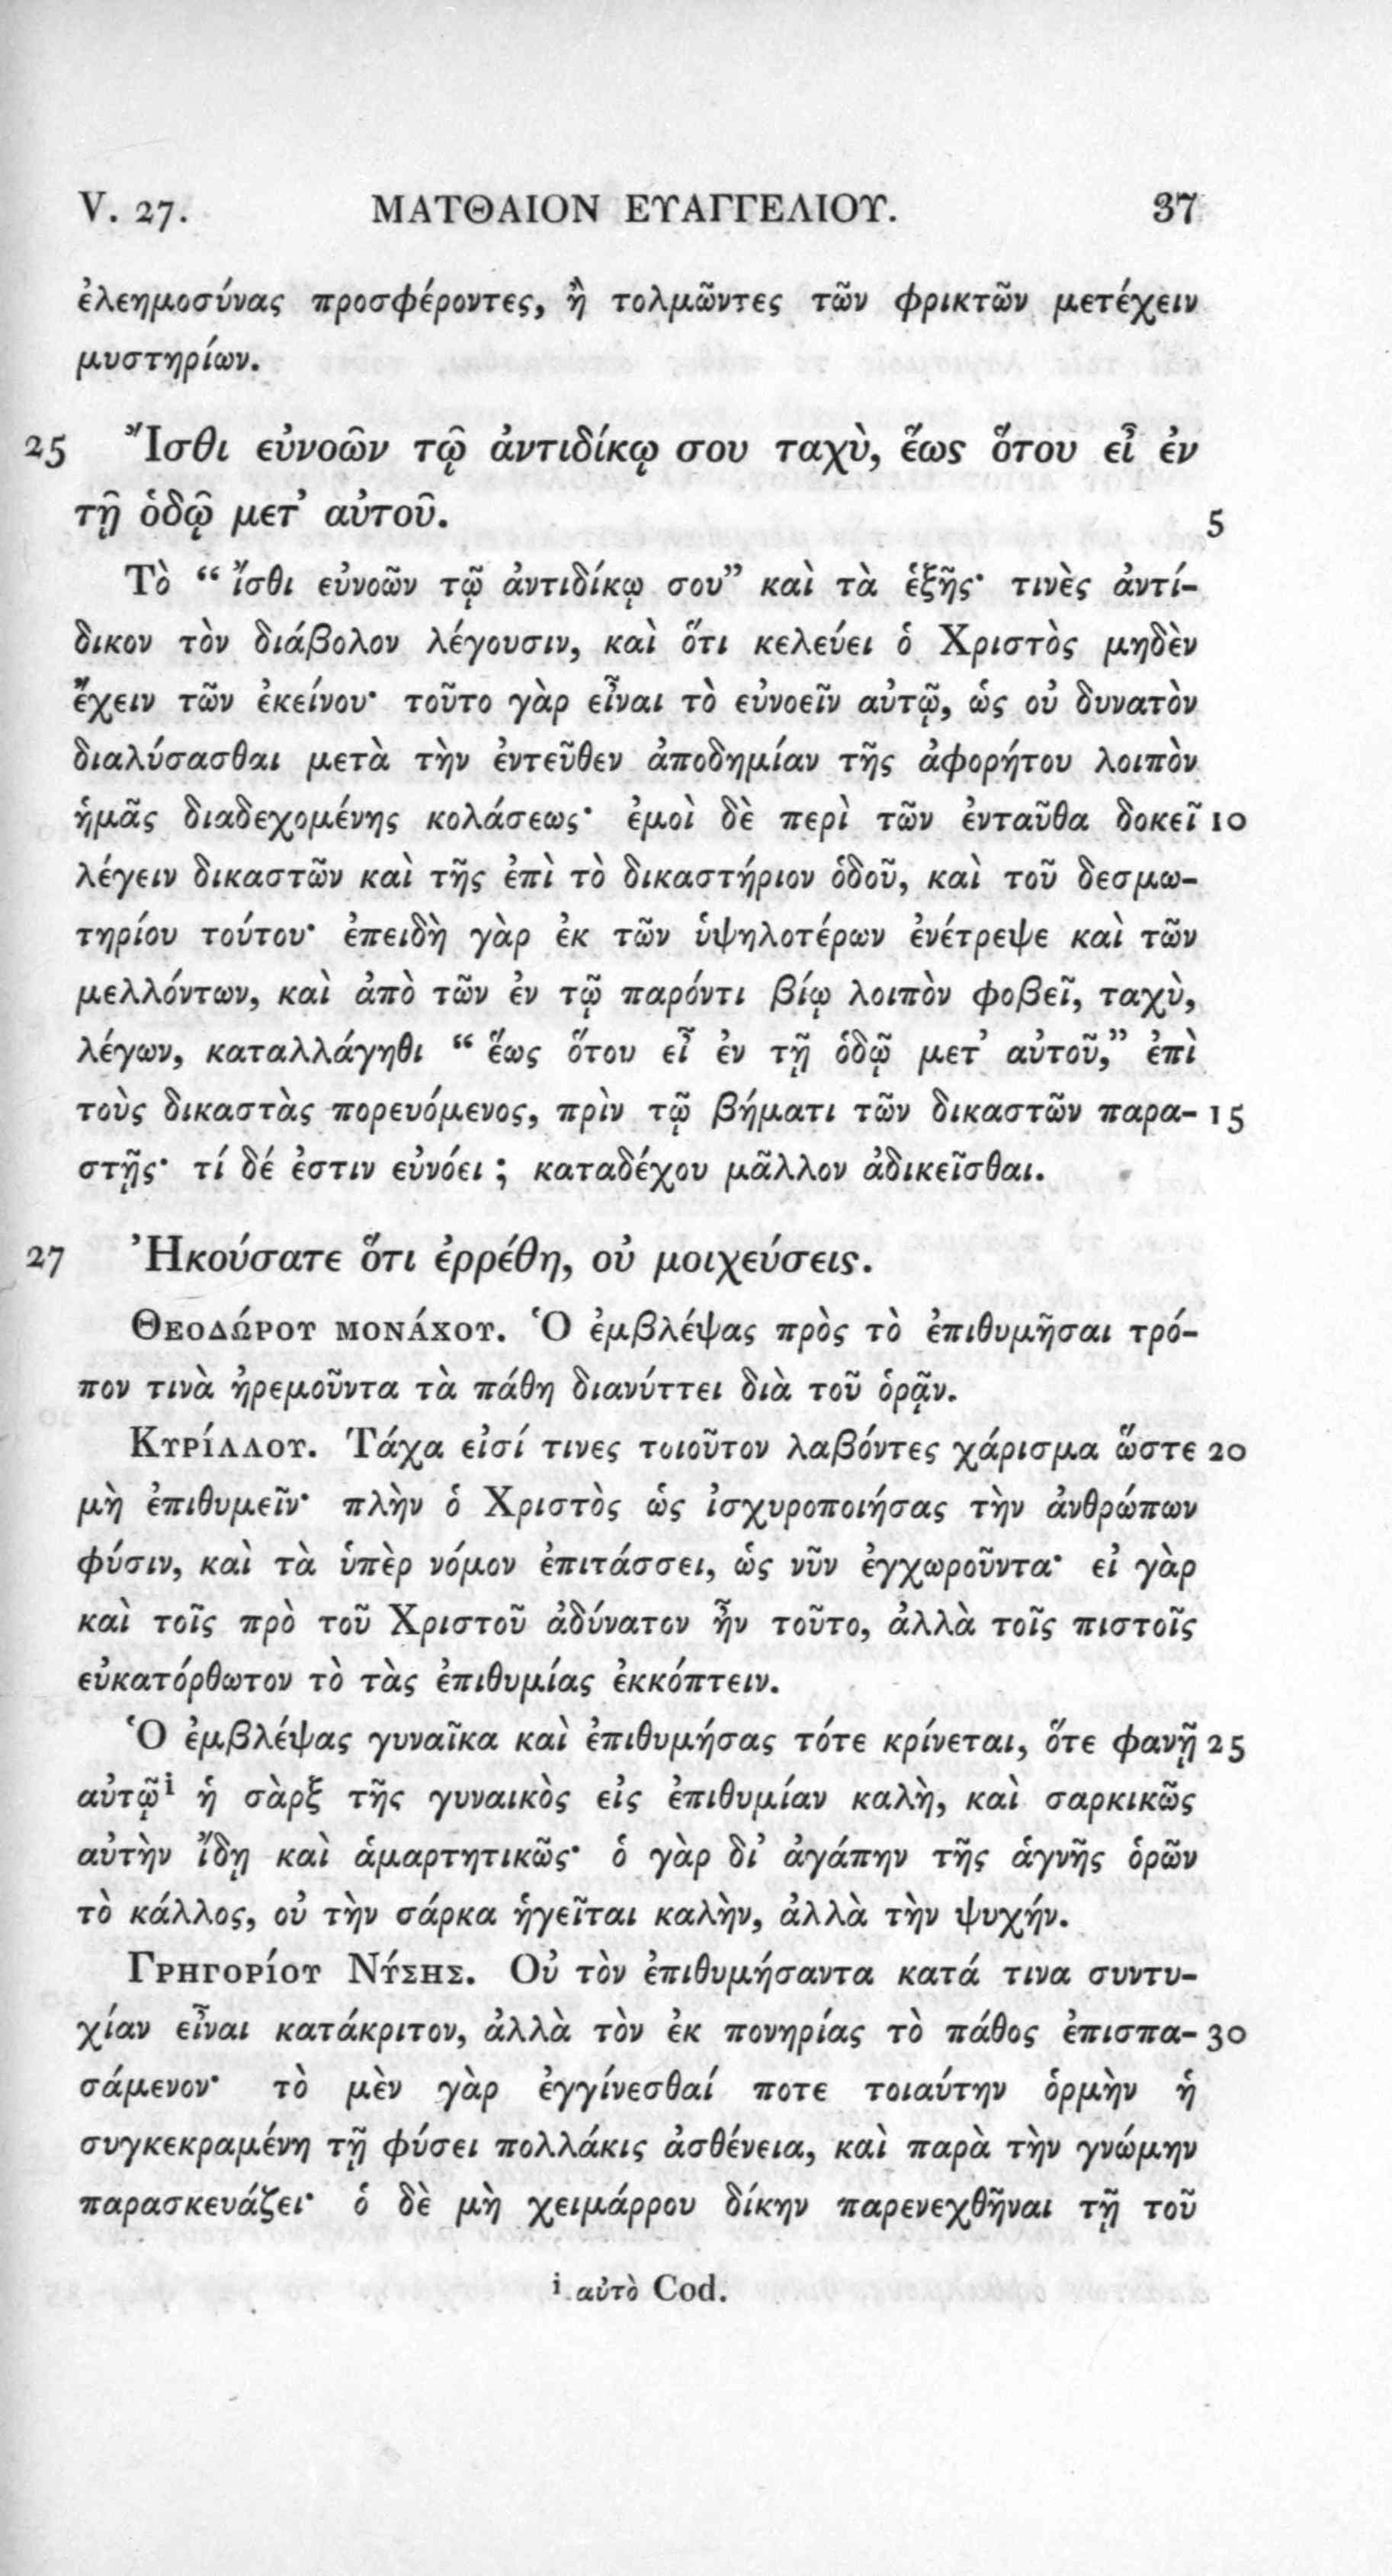 V. 27. ΜΑΤΘΑΙΟΝ ΕΥΑΓΓΕΛΙΟΥ. 37
ἐλεημοσύνας προσφέροντες, ἢ τολμῶντες τῶν φρικτῶν μετέχειν
μυστηρίων.
25 Ἴσθι εὐνοῶν τῷ ἀντιδίκῳ σου ταχὺ, ἕως ὅτου εἶ ἐν
τῇ ὁδῷ μετ’ αὐτοῦ. 5
Τὸ “ ἴσθι εὐνοῶν τῷ ἀντιδίκῳ σου” καὶ τὰ ἑξῆς· τινὲς ἀντί-
δικον τὸν διάβολον λέγουσιν, καὶ ὅτι κελεύει ὁ Χριστὸς μηδὲν
ἔχειν τῶν ἐκείνου· τοῦτο γὰρ εἶναι τὸ εὐνοεῖν αὐτῷ, ὡς οὐ δυνατὸν
διαλύσασθαι μετὰ τὴν ἐντεῦθεν ἀποδημίαν τῆς ἀφορήτου λοιπὸν
ἡμᾶς διαδεχομένης κολάσεως· ἐμοὶ δὲ περὶ τῶν ἐνταῦθα δοκεῖ 10
λέγειν δικαστῶν καὶ τῆς ἐπὶ τὸ δικαστήριον ὁδοῦ, καὶ τοῦ δεσμω-
τηρίου τούτου· ἐπειδὴ γὰρ ἐκ τῶν ὑψηλοτέρων ἐνέτρεψε καὶ τῶν
μελλόντων, καὶ ἀπὸ τῶν ἐν τῷ παρόντι βίῳ λοιπὸν φοβεῖ, ταχὺ,
λέγων, καταλλάγηθι “ ἕως ὅτου εἶ ἐν τῇ ὁδῷ μετ’ αὐτοῦ,” ἐπὶ
τοὺς δικαστὰς πορευόμενος, πρὶν τῷ βήματι τῶν δικαστῶν παρα- 15
στῇς· τί δέ ἐστιν εὐνόει ; καταδέχου μᾶλλον ἀδικεῖσθαι.
27 Ἠκούσατε ὅτι ἐρρέθη, οὐ μοιχεύσεις.
Θεοδώρου μονάχου. Ὁ ἐμβλέψας πρὸς τὸ ἐπιθυμῆσαι τρό-
πον τινὰ ἠρεμοῦντα τὰ πάθη διανύττει διὰ τοῦ ὁρᾷν.
Κυρίλλου. Τάχα εἰσί τινες τοιοῦτον λαβόντες χάρισμα ὥστε 20
μὴ ἐπιθυμεῖν· πλὴν ὁ Χριστὸς ὡς ἰσχυροποιήσας τὴν ἀνθρώπων
φύσιν, καὶ τὰ ὑπὲρ νόμον ἐπιτάσσει, ὡς νῦν ἐγχωροῦντα· εἰ γὰρ
καὶ τοῖς πρὸ τοῦ Χριστοῦ ἀδύνατον ἦν τοῦτο, ἀλλὰ τοῖς πιστοῖς
εὐκατόρθωτον τὸ τὰς ἐπιθυμίας ἐκκόπτειν.
Ὁ ἐμβλέψας γυναῖκα καὶ ἐπιθυμήσας τότε κρίνεται, ὅτε φανῇ 25
αὐτῷ i ἡ σὰρξ τῆς γυναικὸς εἰς ἐπιθυμίαν καλὴ, καὶ σαρκικῶς
αὐτὴν ἴδῃ καὶ ἁμαρτητικῶς· ὁ γὰρ δι’ ἀγάπην τῆς ἁγνῆς ὁρῶν
τὸ κάλλος, οὐ τὴν σάρκα ἡγεῖται καλὴν, ἀλλὰ τὴν ψυχήν.
Γρηγορίου Νύσης. Οὐ τὸν ἐπιθυμήσαντα κατά τινα συντυ-
χίαν εἶναι κατάκριτον, ἀλλὰ τὸν ἐκ πονηρίας τὸ πάθος ἐπισπα- 30
σάμενον· τὸ μὲν γὰρ ἐγγίνεσθαί ποτε τοιαύτην ὁρμὴν ἡ
συγκεκραμένη τῇ φύσει πολλάκις ἀσθένεια, καὶ παρὰ τὴν γνώμην
παρασκευάζει· ὁ δὲ μὴ χειμάρρου δίκην παρενεχθῆναι τῇ τοῦ
i αὐτὸ Cod.